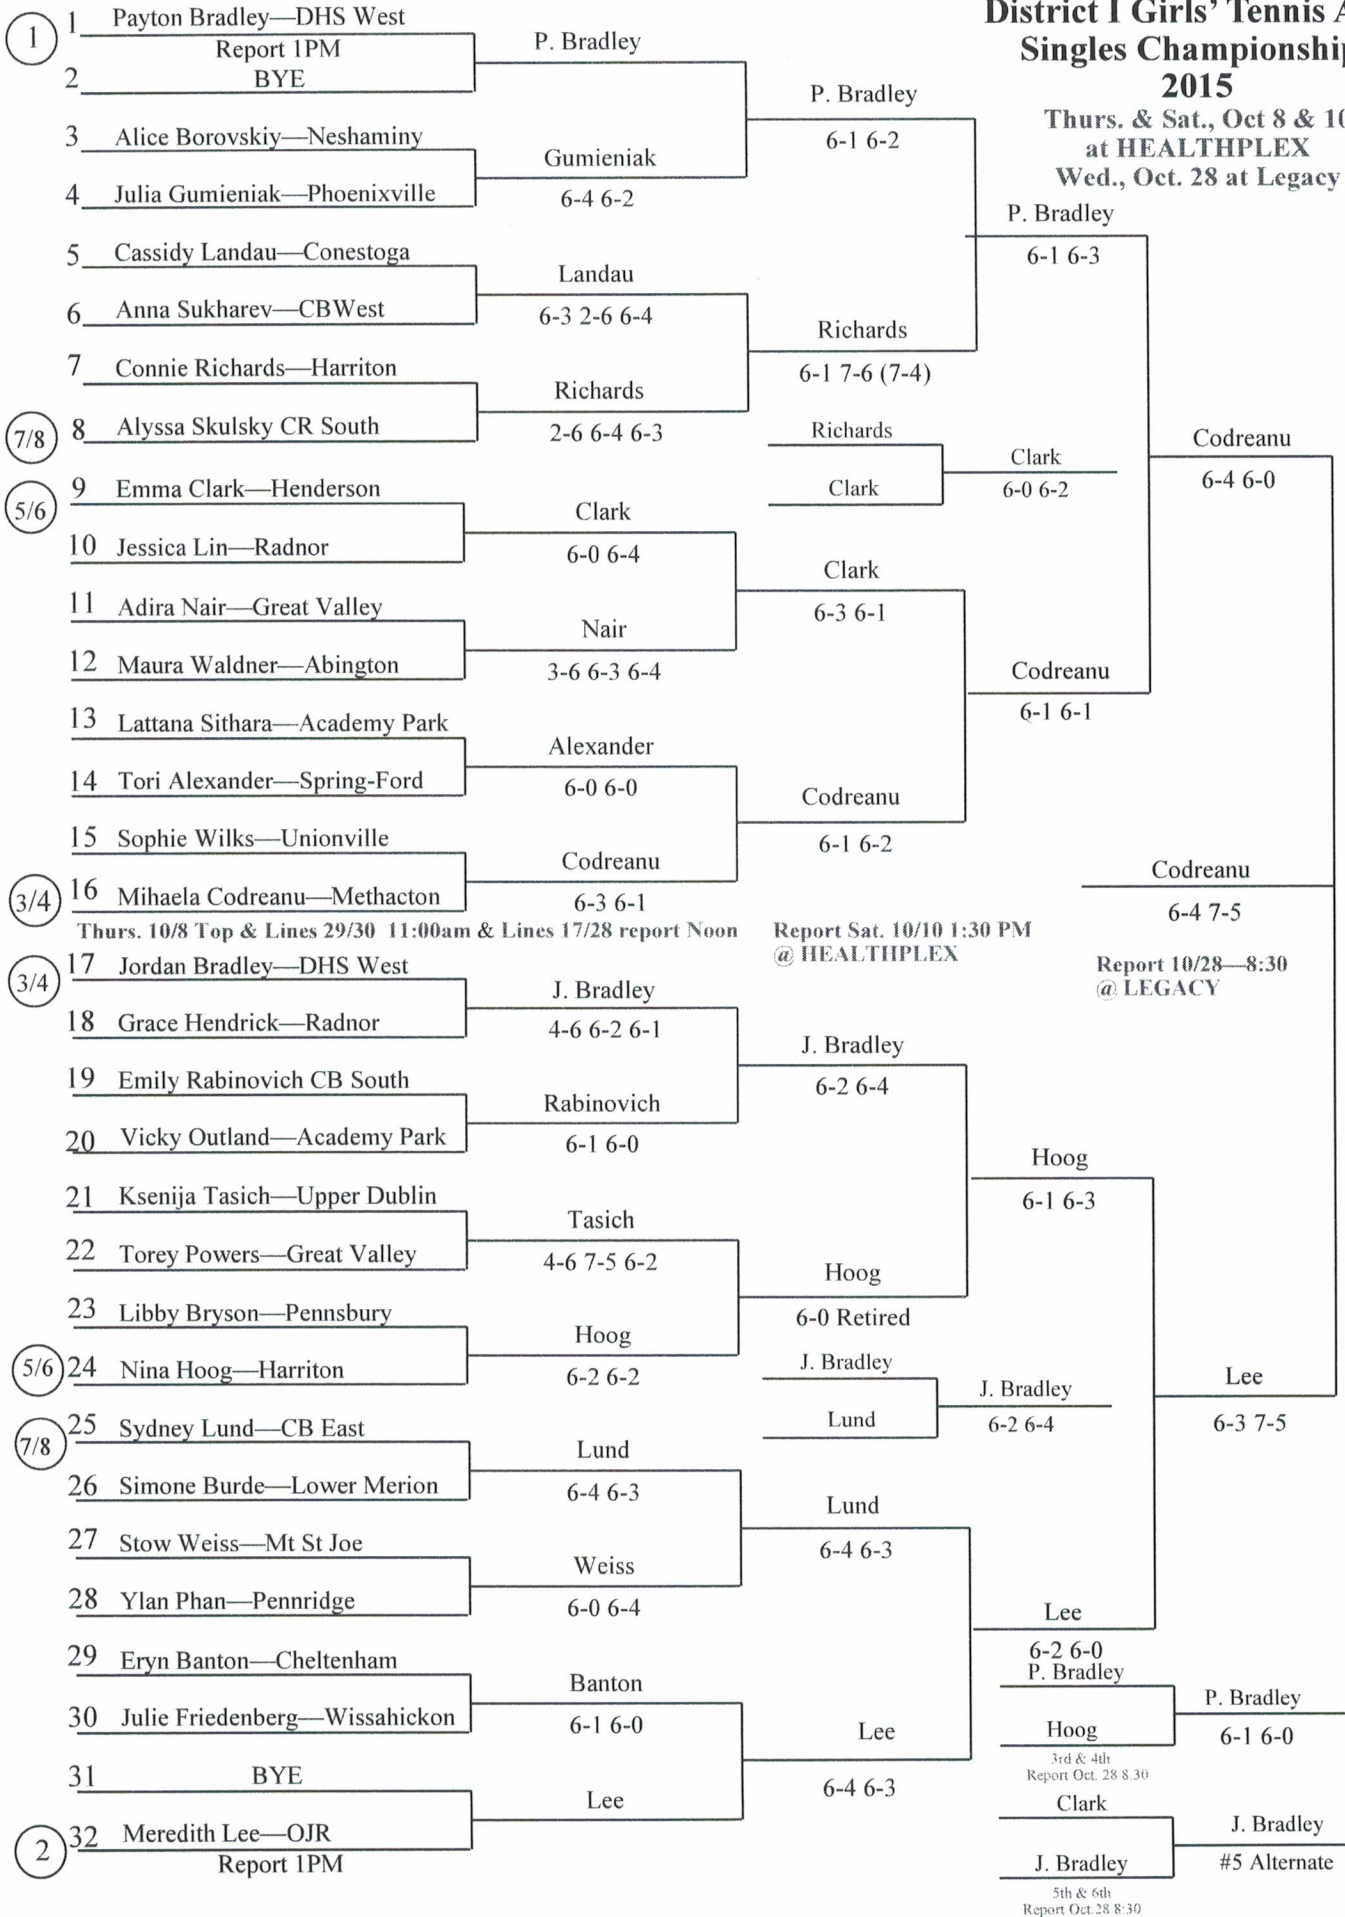 District I Girls' Tennis A
Singles Championship
2015
Thurs. & Sat., Oct 8 & 10
at HEALTHPLEX
Wed., Oct. 28 at Legacy
1 1 Payton Bradley—DHS West
Report 1PM
2 BYE
3 Alice Borovskiy—Neshaminy
4 Julia Gumieniak—Phoenixville
5 Cassidy Landau—Conestoga
6 Anna Sukharev—CBWest
7 Connie Richards—Harriton
7/8 8 Alyssa Skulsky CR South
5/6 9 Emma Clark—Henderson
10 Jessica Lin—Radnor
11 Adira Nair—Great Valley
12 Maura Waldner—Abington
13 Lattana Sithara—Academy Park
14 Tori Alexander—Spring-Ford
15 Sophie Wilks—Unionville
3/4 16 Mihaela Codreanu—Methacton
P. Bradley
Gumieniak
6-4 6-2
Landau
6-3 2-6 6-4
Richards
2-6 6-4 6-3
Clark
6-0 6-4
Nair
3-6 6-3 6-4
Alexander
6-0 6-0
Codreanu
6-3 6-1
P. Bradley
6-1 6-2
Richards
6-1 7-6 (7-4)
Richards
Clark
Clark
6-0 6-2
Clark
6-3 6-1
Codreanu
6-1 6-2
P. Bradley
6-1 6-3
Codreanu
6-1 6-1
Codreanu
6-4 6-0
Codreanu
6-4 7-5
Thurs. 10/8 Top & Lines 29/30 11:00am & Lines 17/28 report Noon
Report Sat. 10/10 1:30 PM
@ HEALTHPLEX
Report 10/28—8:30
@ LEGACY
3/4 17 Jordan Bradley—DHS West
18 Grace Hendrick—Radnor
19 Emily Rabinovich CB South
20 Vicky Outland—Academy Park
21 Ksenija Tasich—Upper Dublin
22 Torey Powers—Great Valley
23 Libby Bryson—Pennsbury
5/6 24 Nina Hoog—Harriton
7/8 25 Sydney Lund—CB East
26 Simone Burde—Lower Merion
27 Stow Weiss—Mt St Joe
28 Ylan Phan—Pennridge
29 Eryn Banton—Cheltenham
30 Julie Friedenberg—Wissahickon
31 BYE
2 32 Meredith Lee—OJR
Report 1PM
J. Bradley
4-6 6-2 6-1
Rabinovich
6-1 6-0
Tasich
4-6 7-5 6-2
Hoog
6-2 6-2
Lund
6-4 6-3
Weiss
6-0 6-4
Banton
6-1 6-0
Lee
J. Bradley
6-2 6-4
Hoog
6-0 Retired
J. Bradley
Lund
J. Bradley
6-2 6-4
Lund
6-4 6-3
Lee
6-4 6-3
Hoog
6-1 6-3
Lee
6-2 6-0
Lee
6-3 7-5
P. Bradley
Hoog
3rd & 4th
Report Oct. 28 8.30
P. Bradley
6-1 6-0
Clark
J. Bradley
5th & 6th
Report Oct.28 8:30
J. Bradley
#5 Alternate